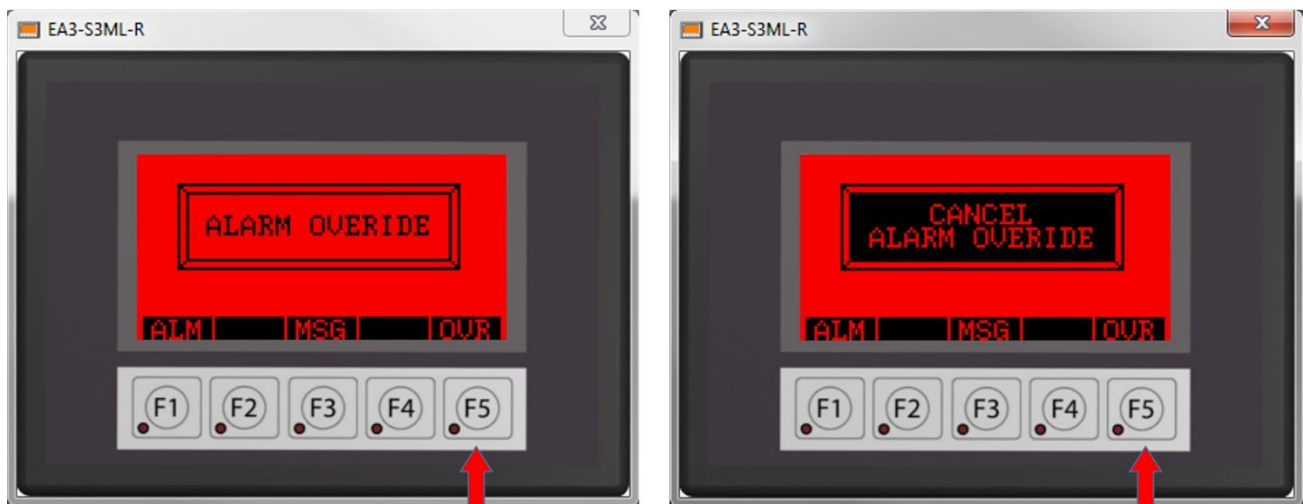 EA3-S3ML-R
ALARM OVERIDE
ALM MSG OVR
F1 F2 F3 F4 F5
EA3-S3ML-R
CANCEL
ALARM OVERIDE
ALM MSG OVR
F1 F2 F3 F4 F5